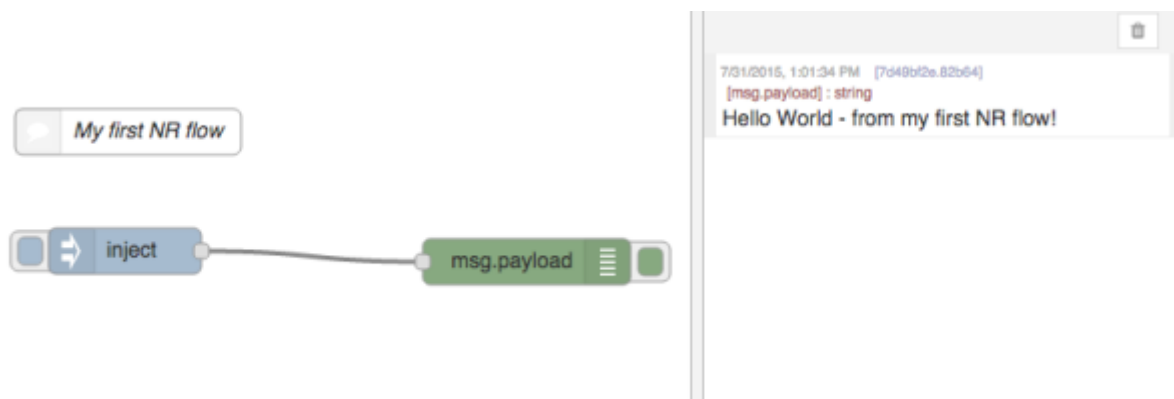 My first NR flow
inject
msg.payload
7/31/2015, 1:01:34 PM [7d49bf2e.82b64]
[msg.payload] : string
Hello World - from my first NR flow!